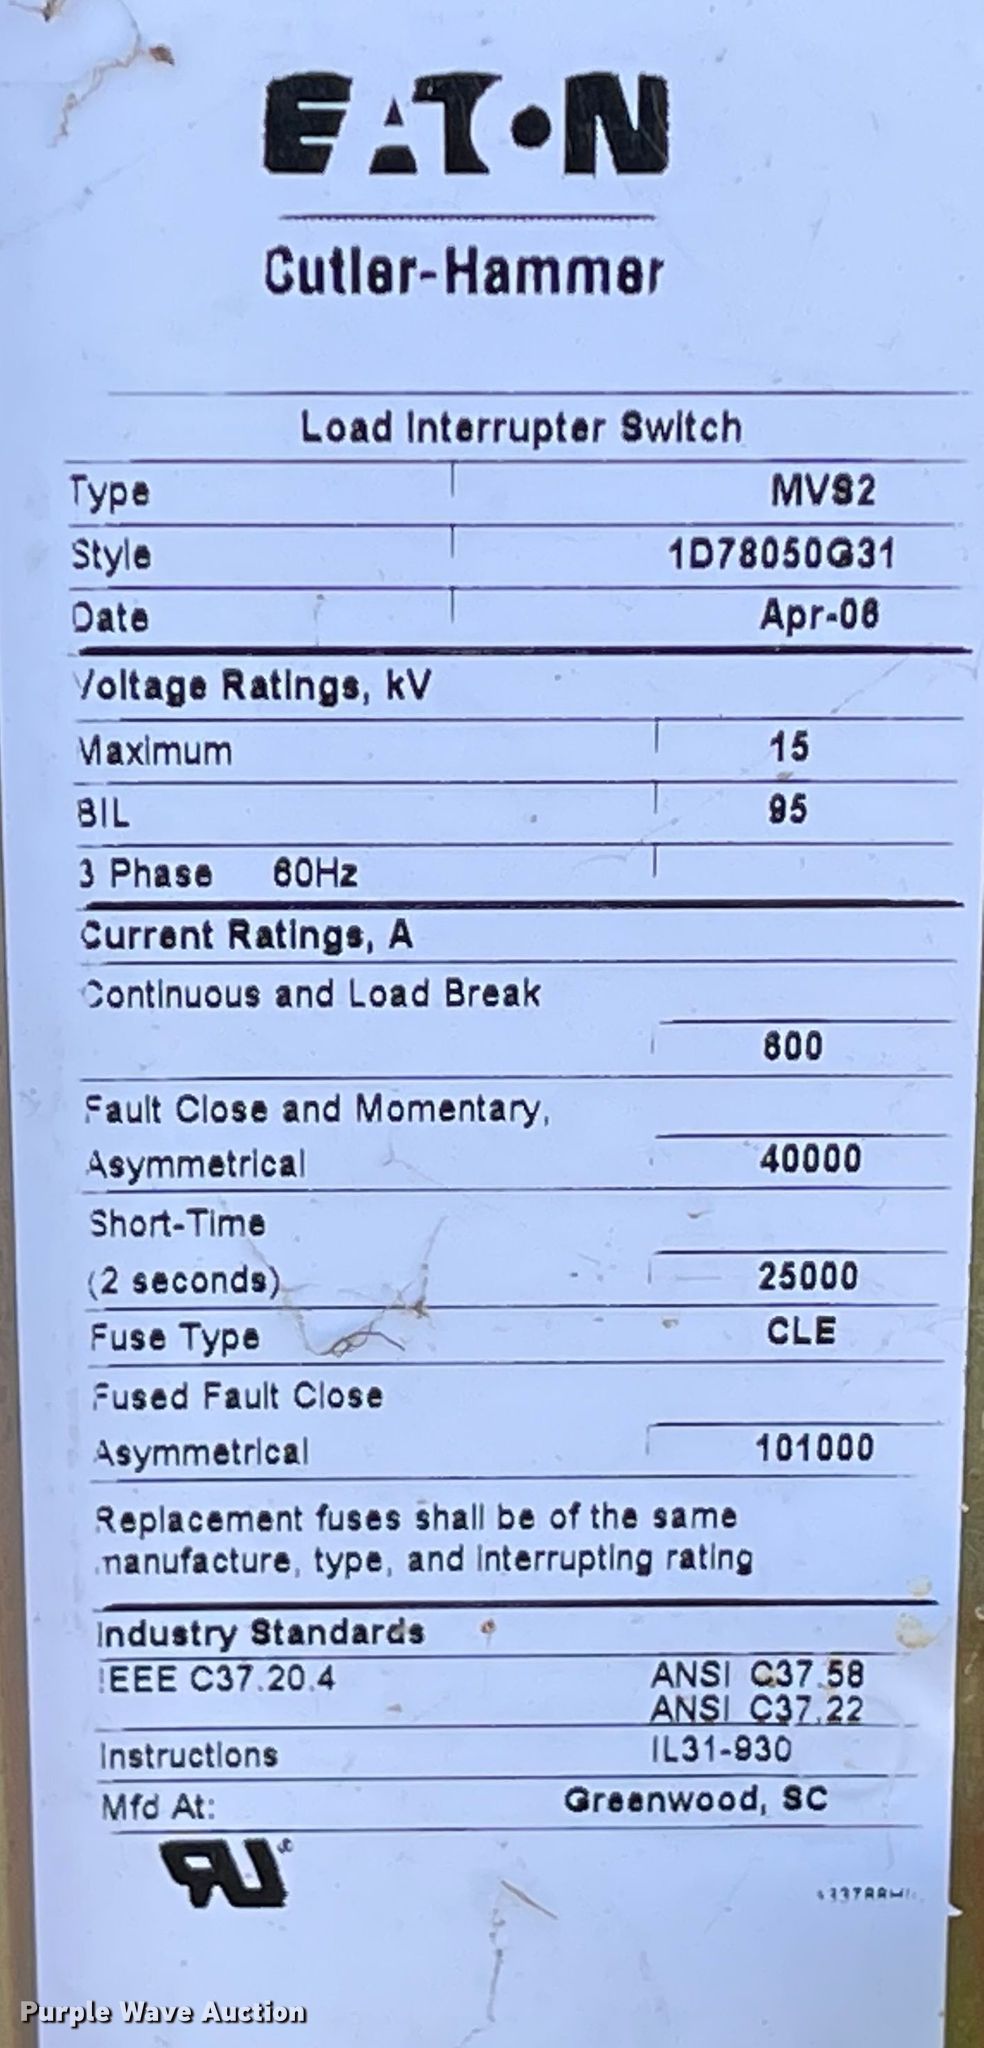 EATON
Cutler-Hammer
Load Interrupter Switch
Type MVS2
Style 1D78050G31
Date Apr-06
Voltage Ratings, kV
Maximum 15
BIL 95
3 Phase 60Hz
Current Ratings, A
Continuous and Load Break
600
Fault Close and Momentary,
Asymmetrical 40000
Short-Time
(2 seconds) 25000
Fuse Type CLE
Fused Fault Close
Asymmetrical 101000
Replacement fuses shall be of the same
manufacture, type, and interrupting rating
Industry Standards
IEEE C37.20.4 ANSI C37.58
ANSI C37.22
Instructions IL31-930
Mfd At: Greenwood, SC
Purple Wave Auction